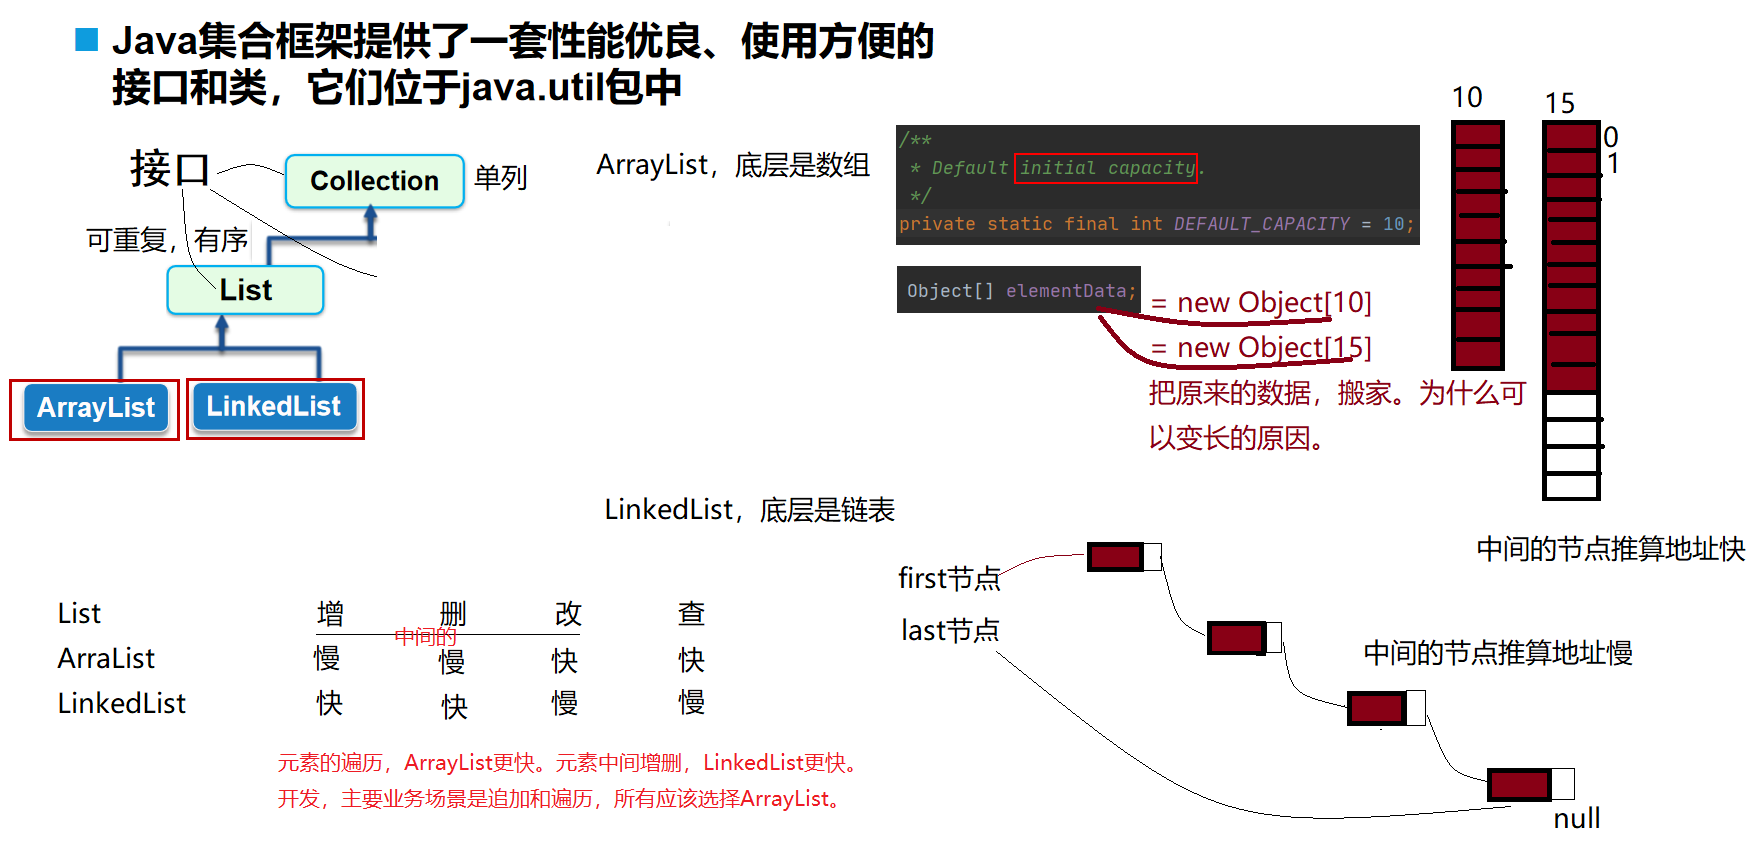 Java集合框架提供了一套性能优良、使用方便的
接口和类，它们位于java.util包中
接口
Collection
单列
可重复，有序
List
ArrayList
LinkedList
ArrayList，底层是数组
/**
* Default initial capacity.
*/
private static final int DEFAULT_CAPACITY = 10;
Object[] elementData;
= new Object[10]
= new Object[15]
把原来的数据，搬家。为什么可
以变长的原因。
10
15
0
1
中间的节点推算地址快
LinkedList，底层是链表
first节点
last节点
中间的节点推算地址慢
null
List 增 删 改 查
中间的
ArraList 慢 慢 快 快
LinkedList 快 快 慢 慢
元素的遍历，ArrayList更快。元素中间增删，LinkedList更快。
开发，主要业务场景是追加和遍历，所有应该选择ArrayList。